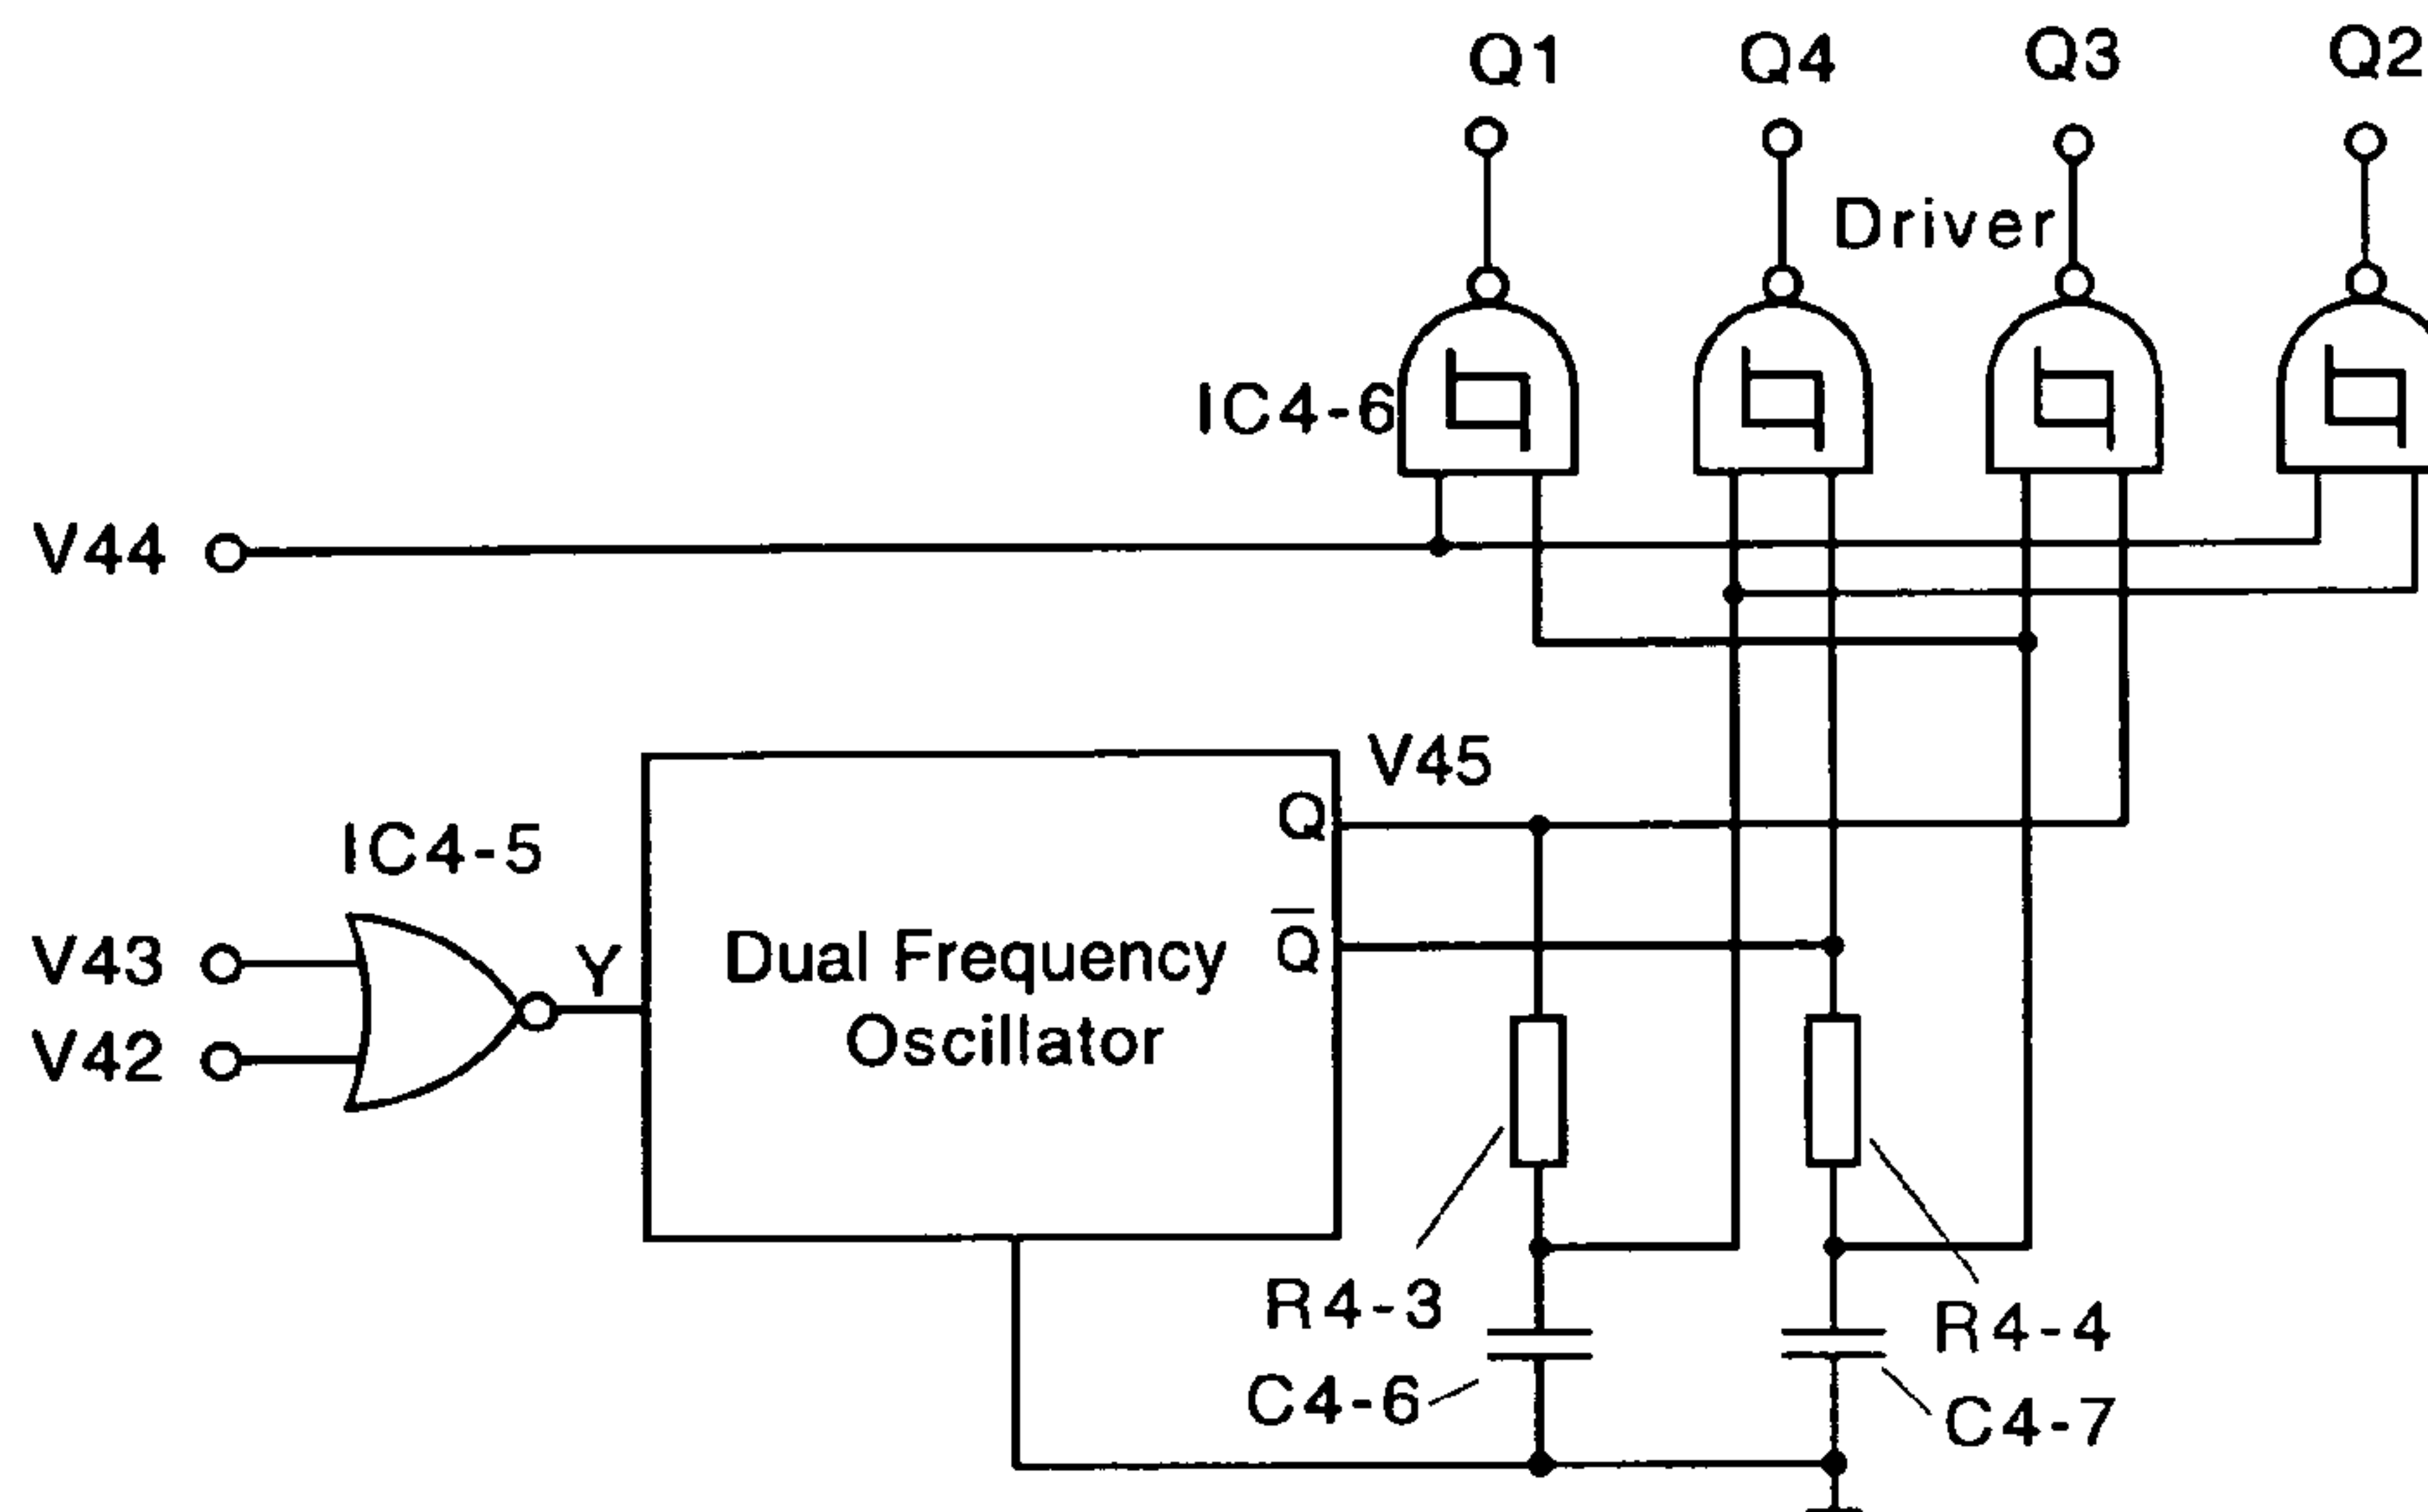 Q1 Q4 Q3 Q2
Driver
IC4-6
V44
V45
Q
IC4-5
Q̅
V43
Y
Dual Frequency
Oscillator
V42
R4-3
R4-4
C4-6
C4-7